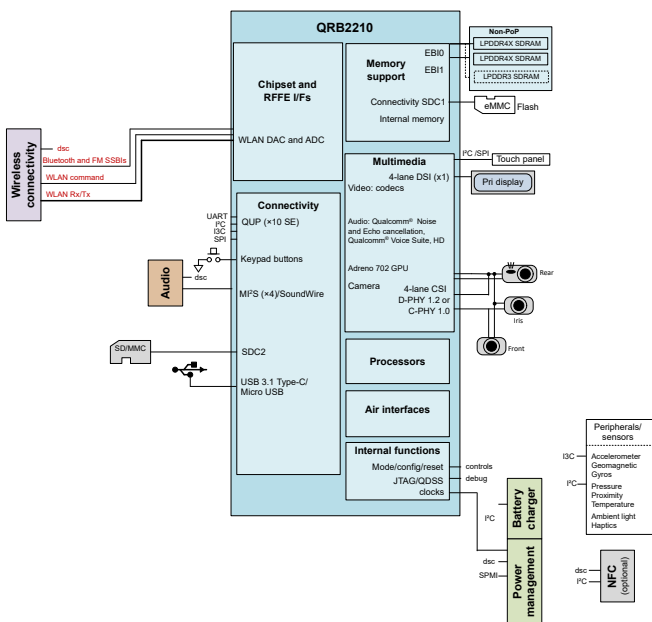 QRB2210
Non-PoP
LPDDR4X SDRAM
LPDDR4X SDRAM
LPDDR3 SDRAM
EBI0
EBI1
Memory
support
Connectivity SDC1
eMMC
Flash
Internal memory
Chipset and
RFFE I/Fs
WLAN DAC and ADC
Wireless
connectivity
dsc
Bluetooth and FM SSBIs
WLAN command
WLAN Rx/Tx
Multimedia
I²C /SPI
Touch panel
4-lane DSI (x1)
Pri display
Video: codecs
Audio: Qualcomm® Noise
and Echo cancellation,
Qualcomm® Voice Suite, HD
Adreno 702 GPU
Camera
4-lane CSI
D-PHY 1.2 or
C-PHY 1.0
Rear
Iris
Front
Connectivity
UART
I²C
I3C
SPI
QUP (×10 SE)
Keypad buttons
Audio
dsc
MI²S (×4)/SoundWire
SD/MMC
SDC2
USB 3.1 Type-C/
Micro USB
Processors
Air interfaces
Internal functions
Mode/config/reset
controls
JTAG/QDSS
debug
clocks
Battery
charger
I²C
Power
management
dsc
SPMI
Peripherals/
sensors
I3C
Accelerometer
Geomagnetic
Gyros
I²C
Pressure
Proximity
Temperature
Ambient light
Haptics
NFC
(optional)
dsc
I²C